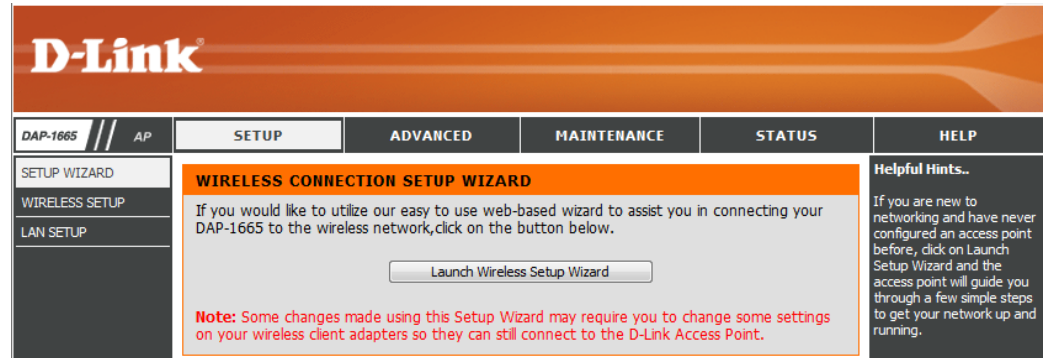 D-Link®
DAP-1665 // AP
SETUP
ADVANCED
MAINTENANCE
STATUS
HELP
SETUP WIZARD
WIRELESS SETUP
LAN SETUP
WIRELESS CONNECTION SETUP WIZARD
If you would like to utilize our easy to use web-based wizard to assist you in connecting your
DAP-1665 to the wireless network,click on the button below.
Launch Wireless Setup Wizard
Note: Some changes made using this Setup Wizard may require you to change some settings
on your wireless client adapters so they can still connect to the D-Link Access Point.
Helpful Hints..
If you are new to
networking and have never
configured an access point
before, click on Launch
Setup Wizard and the
access point will guide you
through a few simple steps
to get your network up and
running.